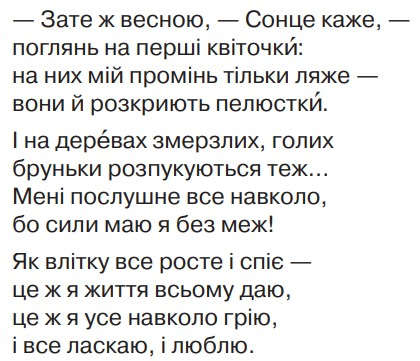 — Зате ж весною, — Сонце каже, —
поглянь на перші квіточки́:
на них мій промінь тільки ляже —
вони й розкриють пелюстки́.
І на дере́вах змерзлих, голих
бруньки розпукуються теж...
Мені послушне все навколо,
бо сили маю я без меж!
Як влітку все росте і спіє —
це ж я життя всьому даю,
це ж я усе навколо грію,
і все ласкаю, і люблю.